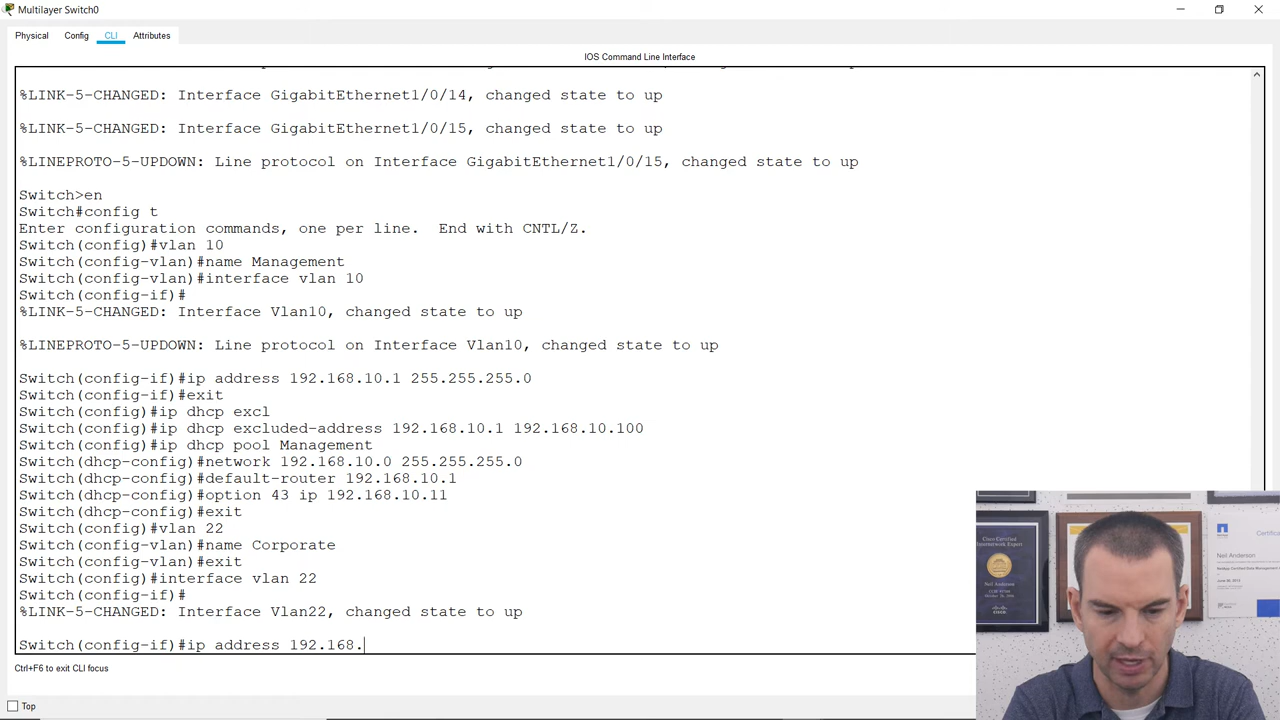 Multilayer Switch0
Physical Config CLI Attributes
IOS Command Line Interface
%LINK-5-CHANGED: Interface GigabitEthernet1/0/14, changed state to up
%LINK-5-CHANGED: Interface GigabitEthernet1/0/15, changed state to up
%LINEPROTO-5-UPDOWN: Line protocol on Interface GigabitEthernet1/0/15, changed state to up
Switch>en
Switch#config t
Enter configuration commands, one per line.  End with CNTL/Z.
Switch(config)#vlan 10
Switch(config-vlan)#name Management
Switch(config-vlan)#interface vlan 10
Switch(config-if)#
%LINK-5-CHANGED: Interface Vlan10, changed state to up
%LINEPROTO-5-UPDOWN: Line protocol on Interface Vlan10, changed state to up
Switch(config-if)#ip address 192.168.10.1 255.255.255.0
Switch(config-if)#exit
Switch(config)#ip dhcp excl
Switch(config)#ip dhcp excluded-address 192.168.10.1 192.168.10.100
Switch(config)#ip dhcp pool Management
Switch(dhcp-config)#network 192.168.10.0 255.255.255.0
Switch(dhcp-config)#default-router 192.168.10.1
Switch(dhcp-config)#option 43 ip 192.168.10.11
Switch(dhcp-config)#exit
Switch(config)#vlan 22
Switch(config-vlan)#name Corporate
Switch(config-vlan)#exit
Switch(config)#interface vlan 22
Switch(config-if)#
%LINK-5-CHANGED: Interface Vlan22, changed state to up
Switch(config-if)#ip address 192.168.
Ctrl+F6 to exit CLI focus
Top
Cisco Certified
Internetwork Expert
Neil Anderson